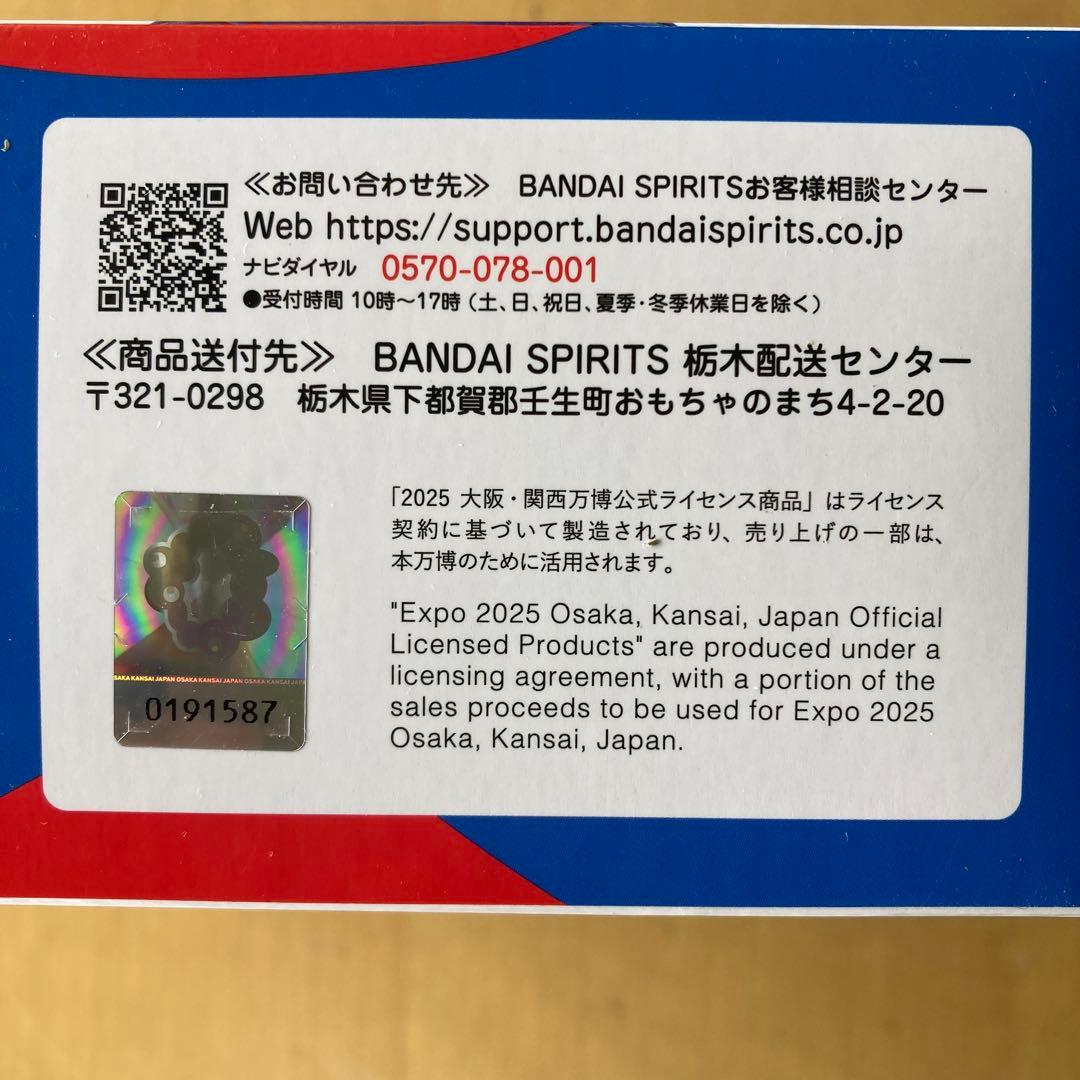 ≪お問い合わせ先≫ BANDAI SPIRITSお客様相談センター
Web https://support.bandaispirits.co.jp
ナビダイヤル 0570-078-001
●受付時間 10時〜17時 (土、日、祝日、夏季・冬季休業日を除く)
≪商品送付先≫ BANDAI SPIRITS 栃木配送センター
〒321-0298 栃木県下都賀郡壬生町おもちゃのまち4-2-20
「2025 大阪・関西万博公式ライセンス商品」はライセンス
契約に基づいて製造されており、売り上げの一部は、
本万博のために活用されます。
"Expo 2025 Osaka, Kansai, Japan Official
Licensed Products" are produced under a
licensing agreement, with a portion of the
sales proceeds to be used for Expo 2025
Osaka, Kansai, Japan.
SAKA KANSAI JAPAN OSAKA KANSAI JAPAN OSAKA KANSAI JAP
0191587